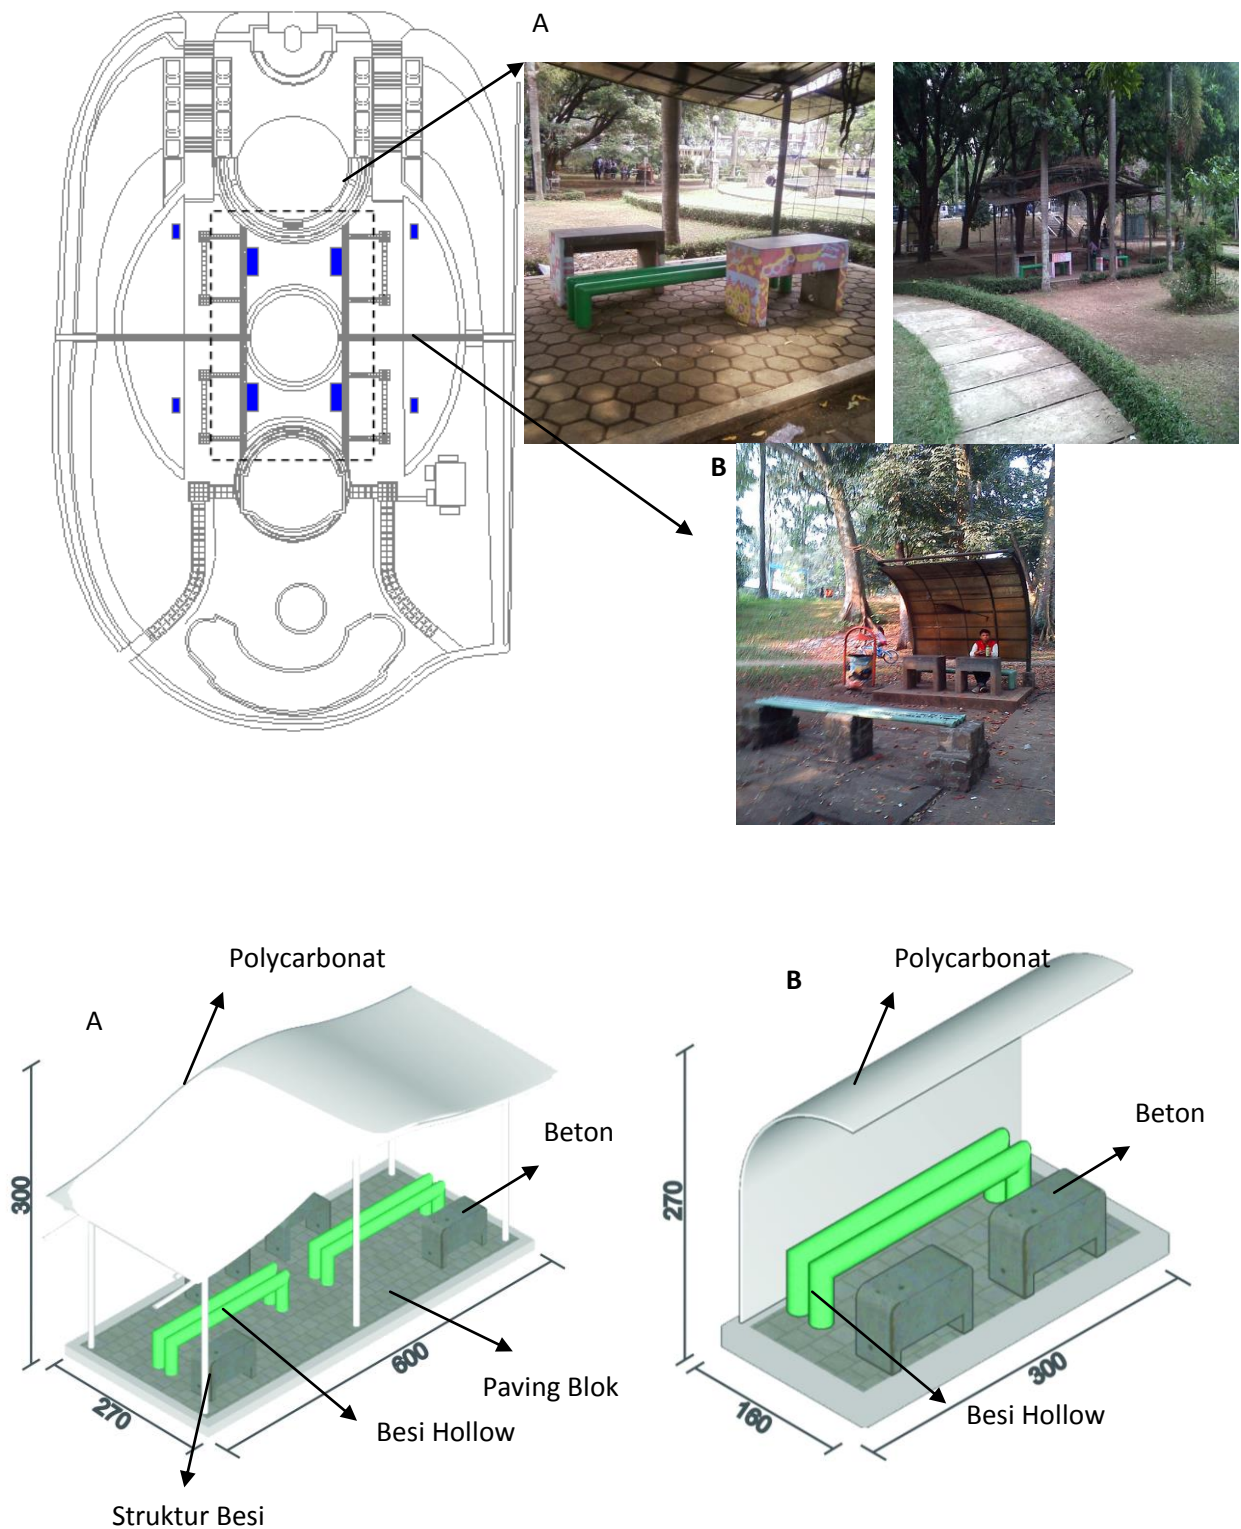 A
B
Polycarbonat
A
300
Beton
600
270
Paving Blok
Besi Hollow
Struktur Besi
Polycarbonat
B
270
Beton
300
160
Besi Hollow